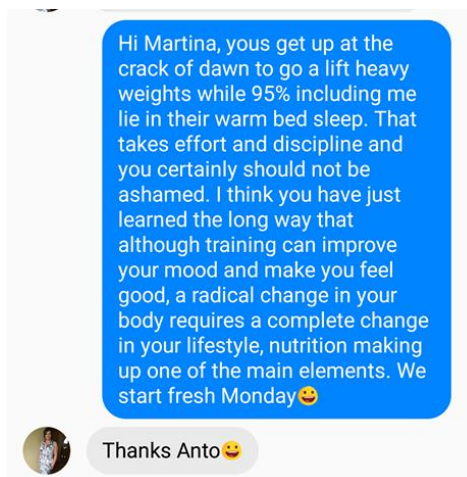 Hi Martina, yous get up at the
crack of dawn to go a lift heavy
weights while 95% including me
lie in their warm bed sleep. That
takes effort and discipline and
you certainly should not be
ashamed. I think you have just
learned the long way that
although training can improve
your mood and make you feel
good, a radical change in your
body requires a complete change
in your lifestyle, nutrition making
up one of the main elements. We
start fresh Monday😀
Thanks Anto😀